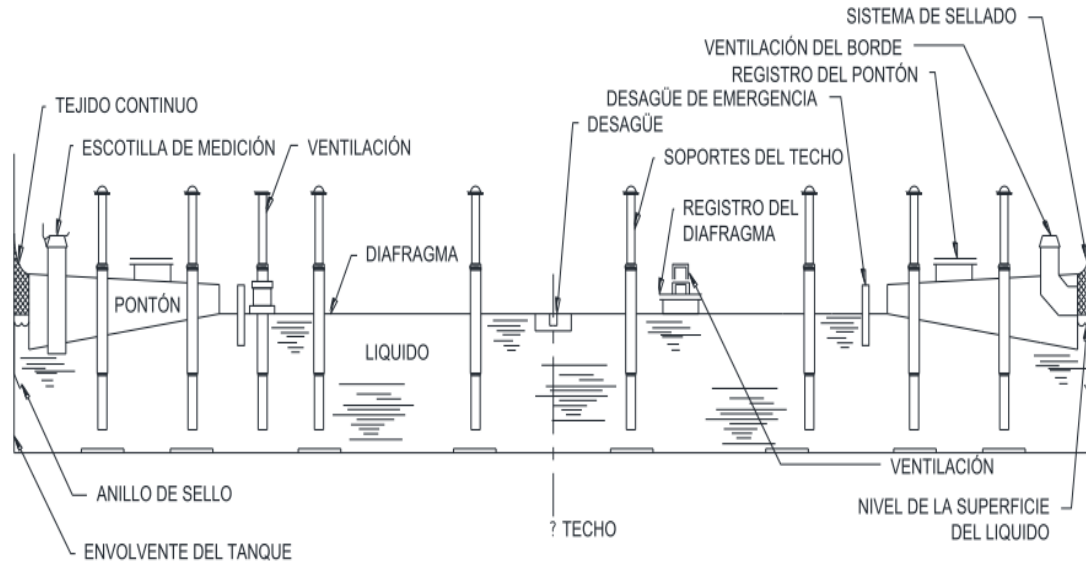 SISTEMA DE SELLADO
VENTILACIÓN DEL BORDE
REGISTRO DEL PONTÓN
DESAGÜE DE EMERGENCIA
DESAGÜE
TEJIDO CONTINUO
ESCOTILLA DE MEDICIÓN
VENTILACIÓN
SOPORTES DEL TECHO
REGISTRO DEL
DIAFRAGMA
DIAFRAGMA
PONTÓN
LIQUIDO
VENTILACIÓN
ANILLO DE SELLO
NIVEL DE LA SUPERFICIE
DEL LIQUIDO
? TECHO
ENVOLVENTE DEL TANQUE